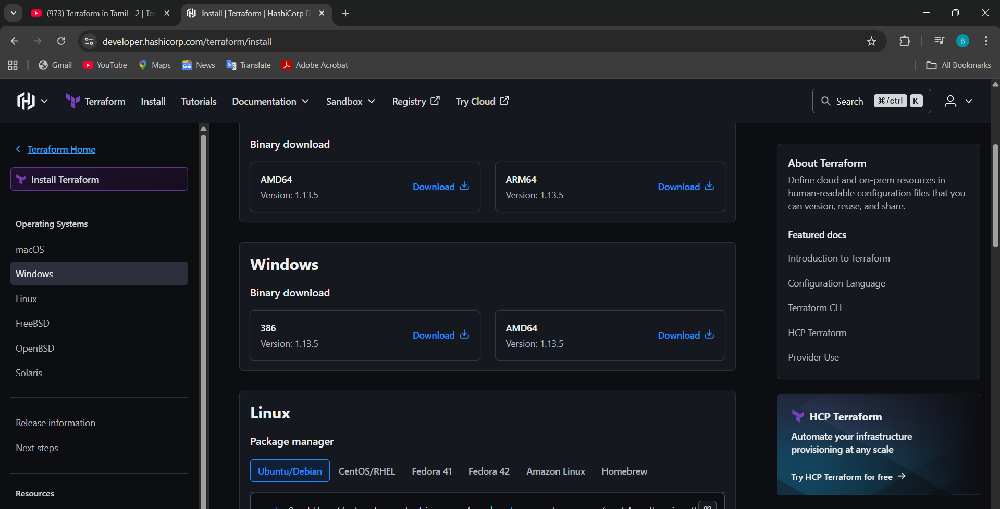 (973) Terraform in Tamil - 2 | Ter
Install | Terraform | HashiCorp D
developer.hashicorp.com/terraform/install
B
Gmail
YouTube
Maps
News
Translate
Adobe Acrobat
All Bookmarks
Terraform
Install
Tutorials
Documentation
Sandbox
Registry
Try Cloud
Search
⌘/ctrl
K
Terraform Home
Install Terraform
Operating Systems
macOS
Windows
Linux
FreeBSD
OpenBSD
Solaris
Release information
Next steps
Resources
Binary download
AMD64
Version: 1.13.5
Download
ARM64
Version: 1.13.5
Download
Windows
Binary download
386
Version: 1.13.5
Download
AMD64
Version: 1.13.5
Download
Linux
Package manager
Ubuntu/Debian
CentOS/RHEL
Fedora 41
Fedora 42
Amazon Linux
Homebrew
About Terraform
Define cloud and on-prem resources in
human-readable configuration files that you
can version, reuse, and share.
Featured docs
Introduction to Terraform
Configuration Language
Terraform CLI
HCP Terraform
Provider Use
HCP Terraform
Automate your infrastructure
provisioning at any scale
Try HCP Terraform for free →